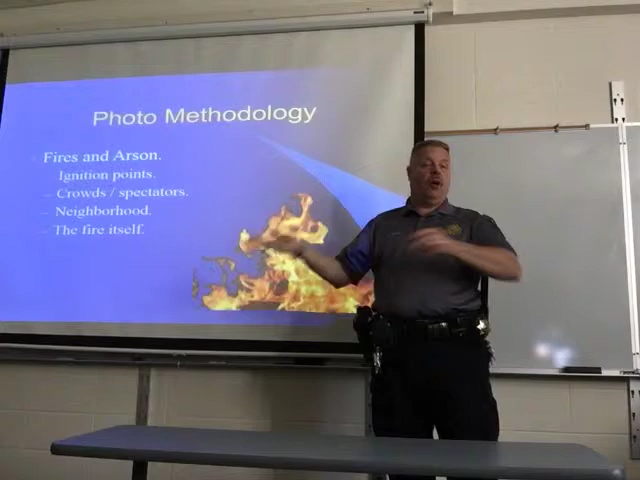 Photo Methodology
Fires and Arson.
Ignition points.
– Crowds / spectators.
– Neighborhood.
– The fire itself.